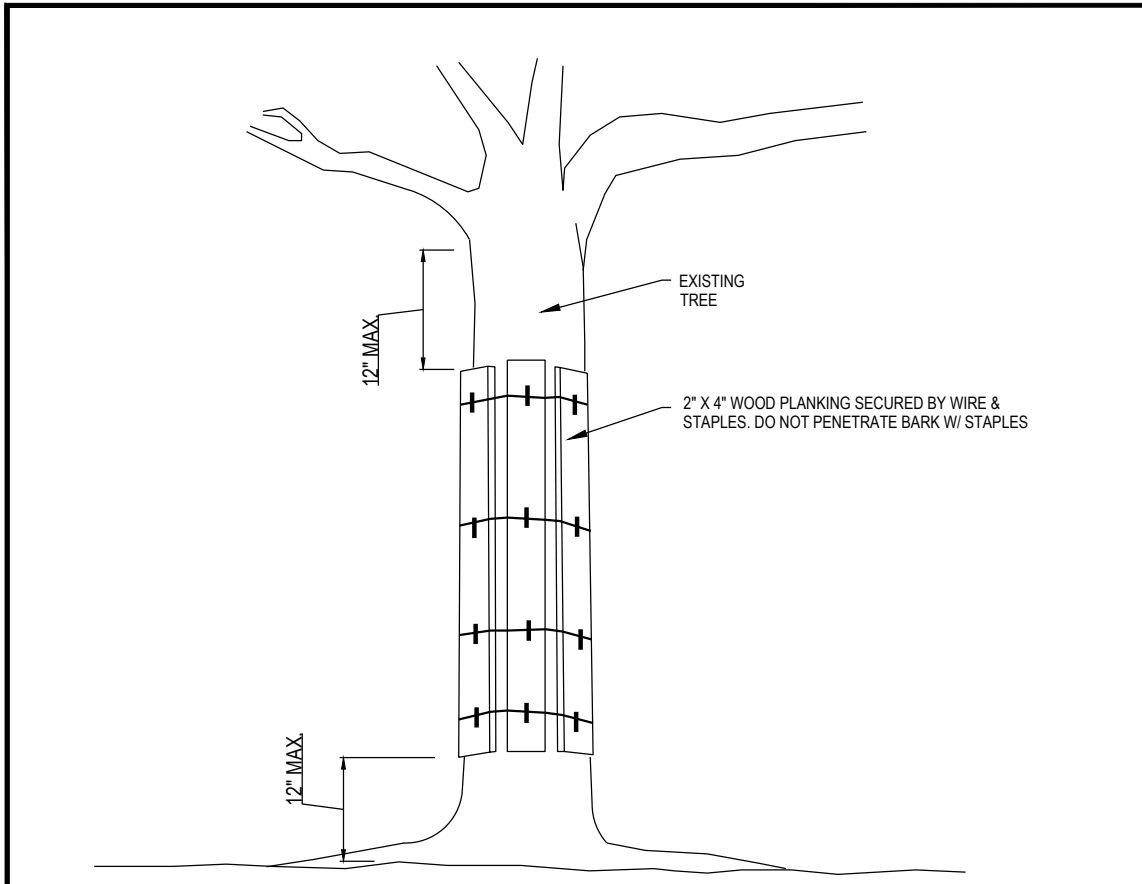 EXISTING
TREE
12" MAX.
2" X 4" WOOD PLANKING SECURED BY WIRE &
STAPLES. DO NOT PENETRATE BARK W/ STAPLES
12" MAX.